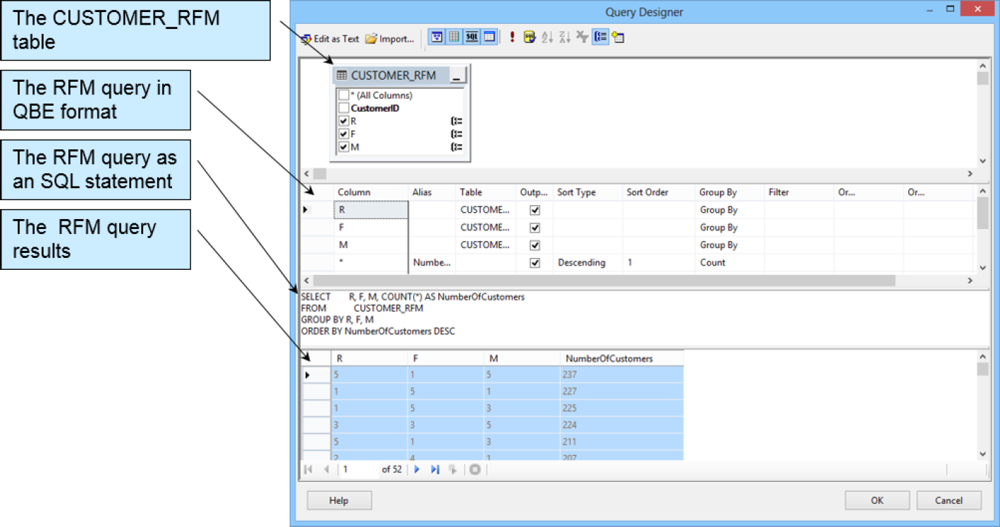 The CUSTOMER_RFM
table
The RFM query in
QBE format
The RFM query as
an SQL statement
The RFM query
results
Query Designer
Edit as Text Import... SQL
CUSTOMER_RFM
* (All Columns)
CustomerID
R
F
M
Column Alias Table Outp... Sort Type Sort Order Group By Filter Or... Or...
R CUSTOME... Group By
F CUSTOME... Group By
M CUSTOME... Group By
* Numbe... Descending 1 Count
SELECT R, F, M, COUNT(*) AS NumberOfCustomers
FROM CUSTOMER_RFM
GROUP BY R, F, M
ORDER BY NumberOfCustomers DESC
R F M NumberOfCustomers
5 1 5 237
1 5 1 227
1 5 3 225
3 3 5 224
5 1 3 211
2 4 1 207
1 of 52
Help OK Cancel